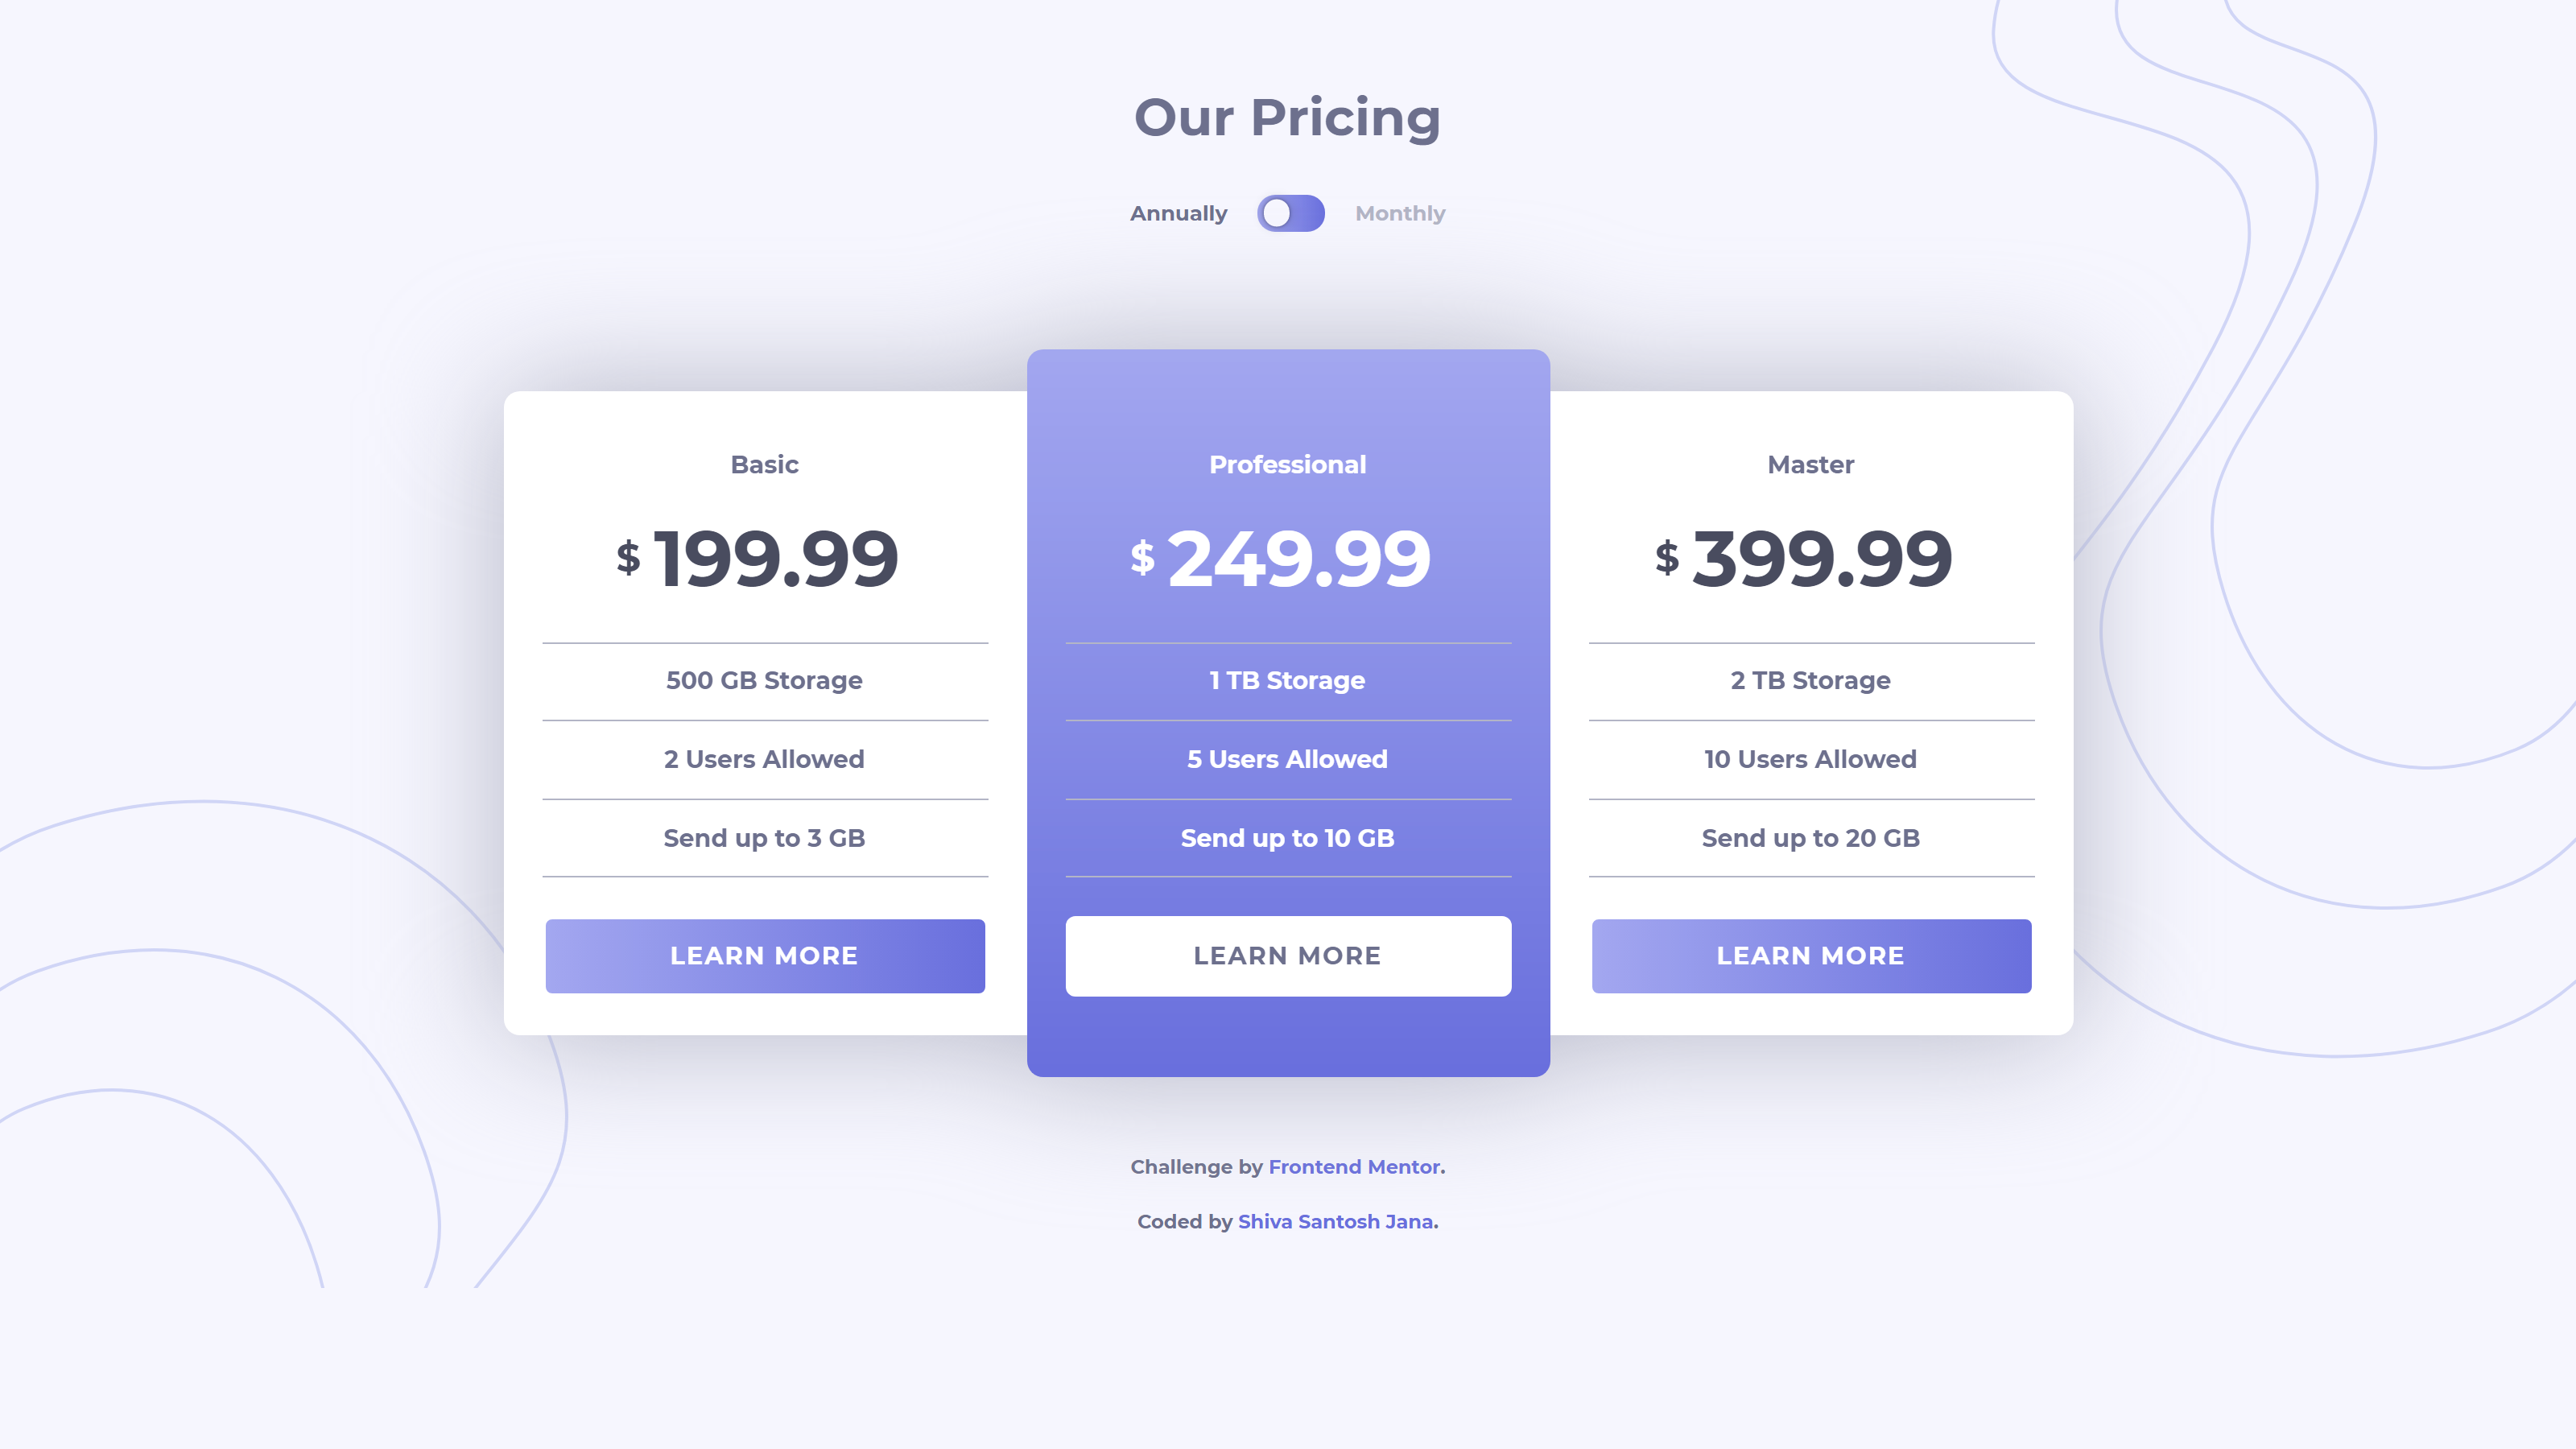 Our Pricing
Annually Monthly
Basic
$ 199.99
500 GB Storage
2 Users Allowed
Send up to 3 GB
LEARN MORE
Professional
$ 249.99
1 TB Storage
5 Users Allowed
Send up to 10 GB
LEARN MORE
Master
$ 399.99
2 TB Storage
10 Users Allowed
Send up to 20 GB
LEARN MORE
Challenge by Frontend Mentor.
Coded by Shiva Santosh Jana.